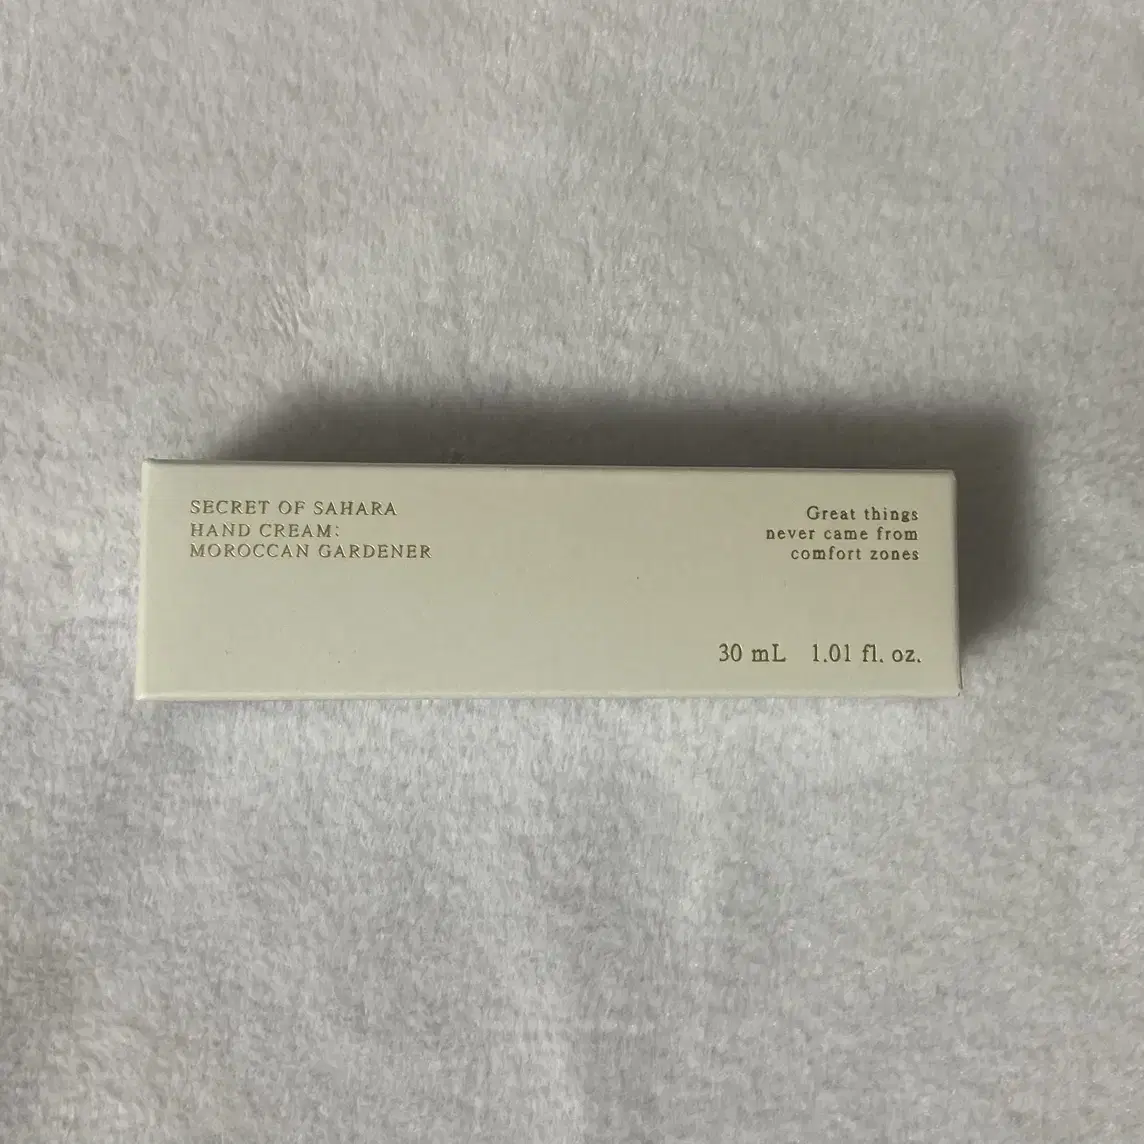 SECRET OF SAHARA
HAND CREAM:
MOROCCAN GARDENER
Great things
never came from
comfort zones
30 mL 1.01 fl. oz.